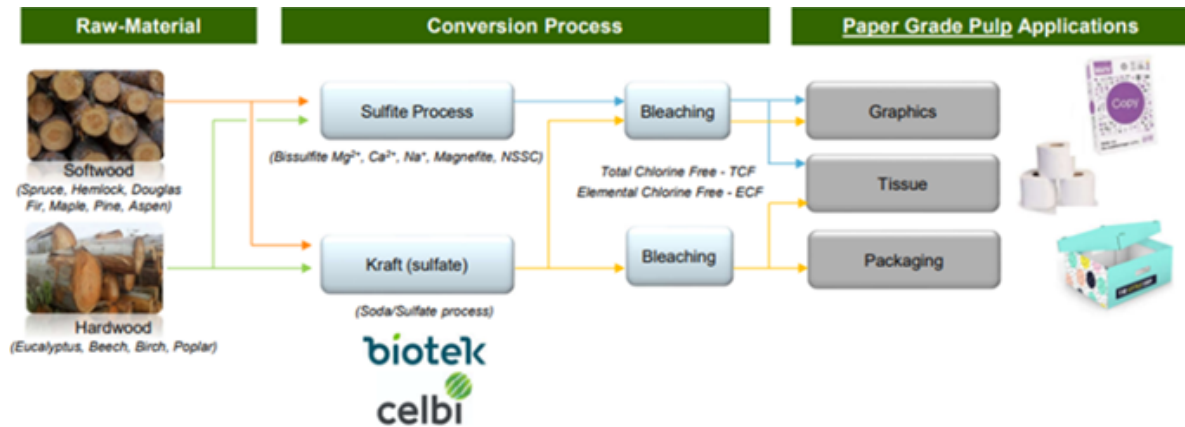 Raw-Material
Conversion Process
Paper Grade Pulp Applications
Softwood
(Spruce, Hemlock, Douglas
Fir, Maple, Pine, Aspen)
Hardwood
(Eucalyptus, Beech, Birch, Poplar)
Sulfite Process
(Bissulfite Mg²⁺, Ca²⁺, Na⁺, Magnefite, NSSC)
Kraft (sulfate)
(Soda/Sulfate process)
biotek
celbi
Bleaching
Total Chlorine Free - TCF
Elemental Chlorine Free - ECF
Bleaching
Graphics
Tissue
Packaging
Copy